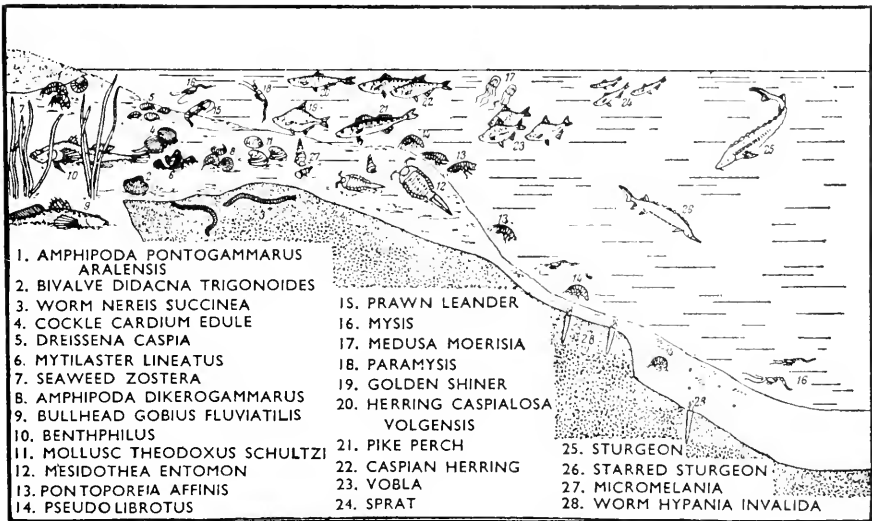 1. AMPHIPODA PONTOGAMMARUS
ARALENSIS
2. BIVALVE DIDACNA TRIGONOIDES
3. WORM NEREIS SUCCINEA
4. COCKLE CARDIUM EDULE
5. DREISSENA CASPIA
6. MYTILASTER LINEATUS
7. SEAWEED ZOSTERA
8. AMPHIPODA DIKEROGAMMARUS
9. BULLHEAD GOBIUS FLUVIATILIS
10. BENTHPHILUS
11. MOLLUSC THEODOXUS SCHULTZI
12. MESIDOTHEA ENTOMON
13. PONTOPOREIA AFFINIS
14. PSEUDOLIBROTUS
15. PRAWN LEANDER
16. MYSIS
17. MEDUSA MOERISIA
18. PARAMYSIS
19. GOLDEN SHINER
20. HERRING CASPIALOSA
VOLGENSIS
21. PIKE PERCH
22. CASPIAN HERRING
23. VOBLA
24. SPRAT
25. STURGEON
26. STARRED STURGEON
27. MICROMELANIA
28. WORM HYPANIA INVALIDA